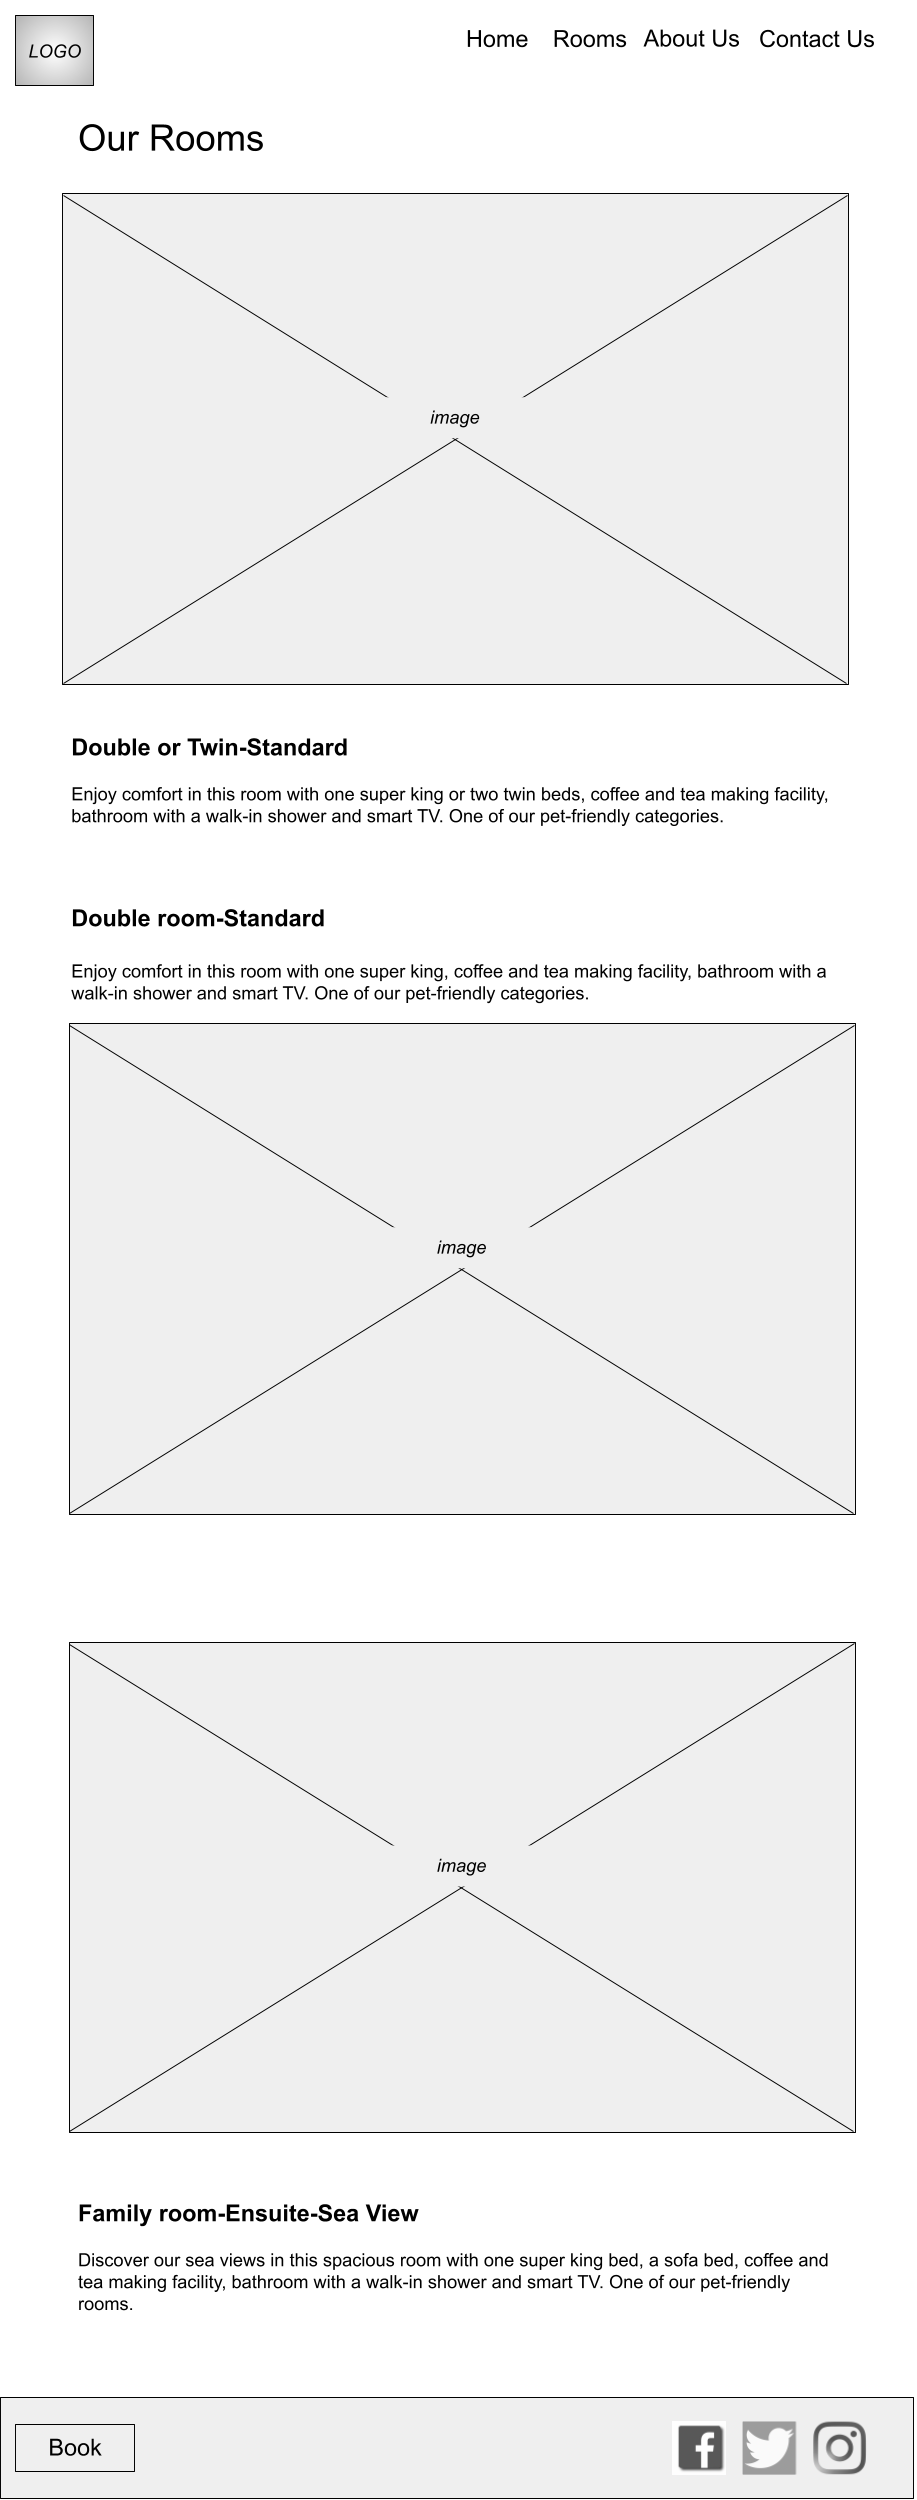 LOGO
Home Rooms About Us Contact Us
Our Rooms
image
Double or Twin-Standard
Enjoy comfort in this room with one super king or two twin beds, coffee and tea making facility,
bathroom with a walk-in shower and smart TV. One of our pet-friendly categories.
Double room-Standard
Enjoy comfort in this room with one super king, coffee and tea making facility, bathroom with a
walk-in shower and smart TV. One of our pet-friendly categories.
image
image
Family room-Ensuite-Sea View
Discover our sea views in this spacious room with one super king bed, a sofa bed, coffee and
tea making facility, bathroom with a walk-in shower and smart TV. One of our pet-friendly
rooms.
Book